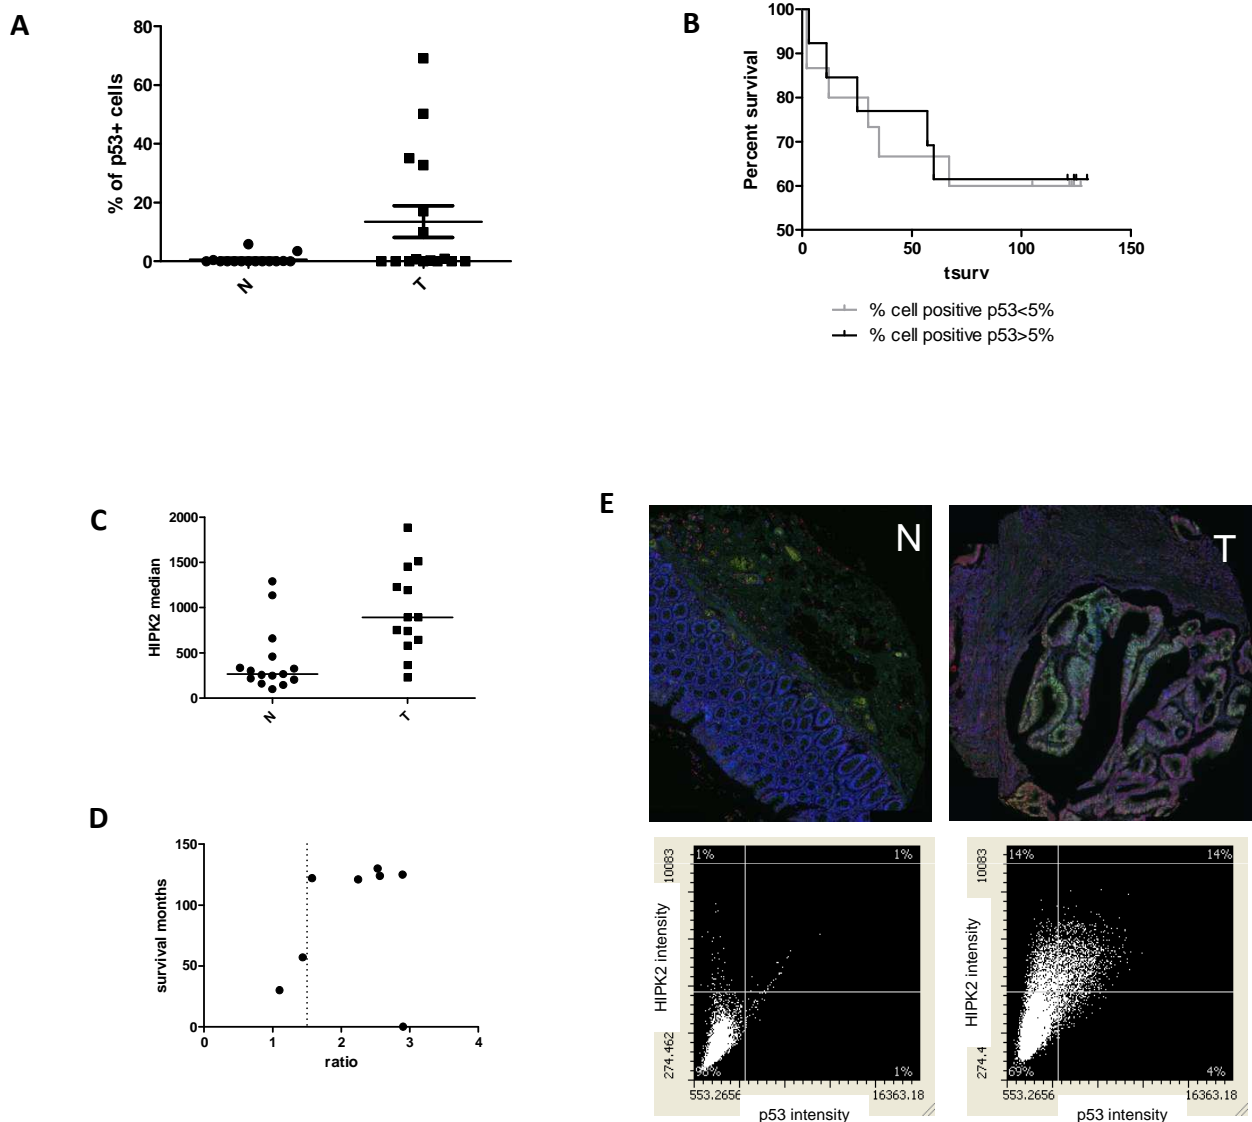 A
80
60
40
20
0
% of p53+ cells
N
T
B
100
90
80
70
60
50
Percent survival
0
50
100
150
tsurv
% cell positive p53<5%
% cell positive p53>5%
C
2000
1500
1000
500
0
HIPK2 median
N
T
D
150
100
50
0
survival months
0
1
2
3
4
ratio
E
N
T
1%
1%
98%
1%
10083
274.462
HIPK2 intensity
553.2656
16363.18
p53 intensity
14%
14%
69%
4%
10083
274.4
HIPK2 intensity
553.2656
16363.18
p53 intensity